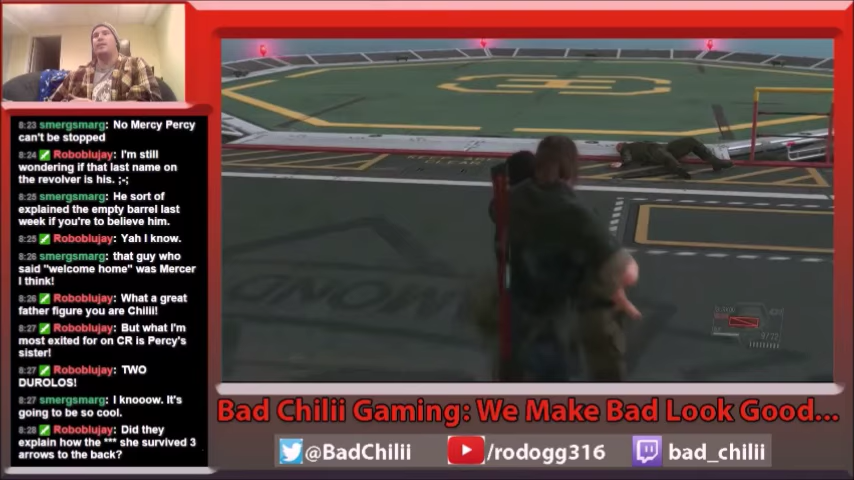 8:23 smergsmarg: No Mercy Percy
can't be stopped
8:24 Roboblujay: I'm still
wondering if that last name on
the revolver is his. ;-;
8:25 smergsmarg: He sort of
explained the empty barrel last
week if you're to believe him.
8:25 Roboblujay: Yah I know.
8:26 smergsmarg: that guy who
said "welcome home" was Mercer
I think!
8:26 Roboblujay: What a great
father figure you are Chilii!
8:27 Roboblujay: But what I'm
most exited for on CR is Percy's
sister!
8:27 Roboblujay: TWO
DUROLOS!
8:27 smergsmarg: I knooow. It's
going to be so cool.
8:28 Roboblujay: Did they
explain how the *** she survived 3
arrows to the back?
Bad Chilii Gaming: We Make Bad Look Good...
@BadChilii /rodogg316 bad_chilii